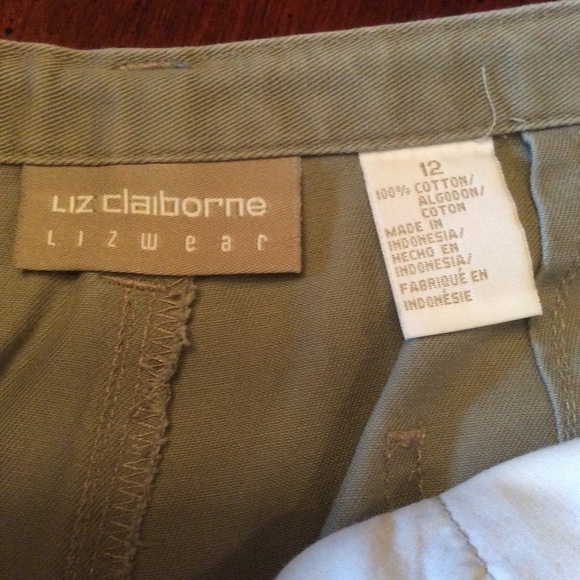 Liz claiborne
LIZwear
12
100% COTTON/
ALGODON/
COTON
MADE IN
INDONESIA/
HECHO EN
INDONESIA/
FABRIQUÉ EN
INDONÉSIE